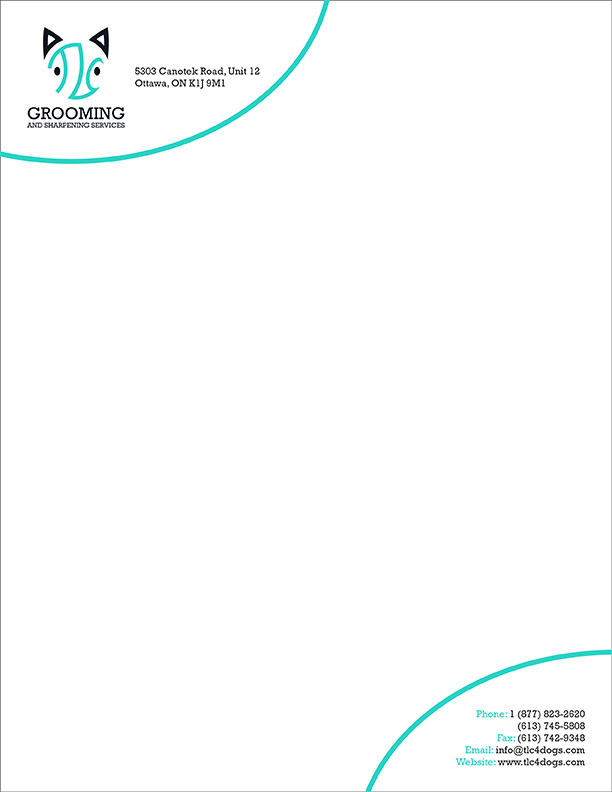 TLC
GROOMING
AND SHARPENING SERVICES
5303 Canotek Road, Unit 12
Ottawa, ON K1J 9M1
Phone: 1 (877) 823-2620
(613) 745-5808
Fax: (613) 742-9348
Email: info@tlc4dogs.com
Website: www.tlc4dogs.com